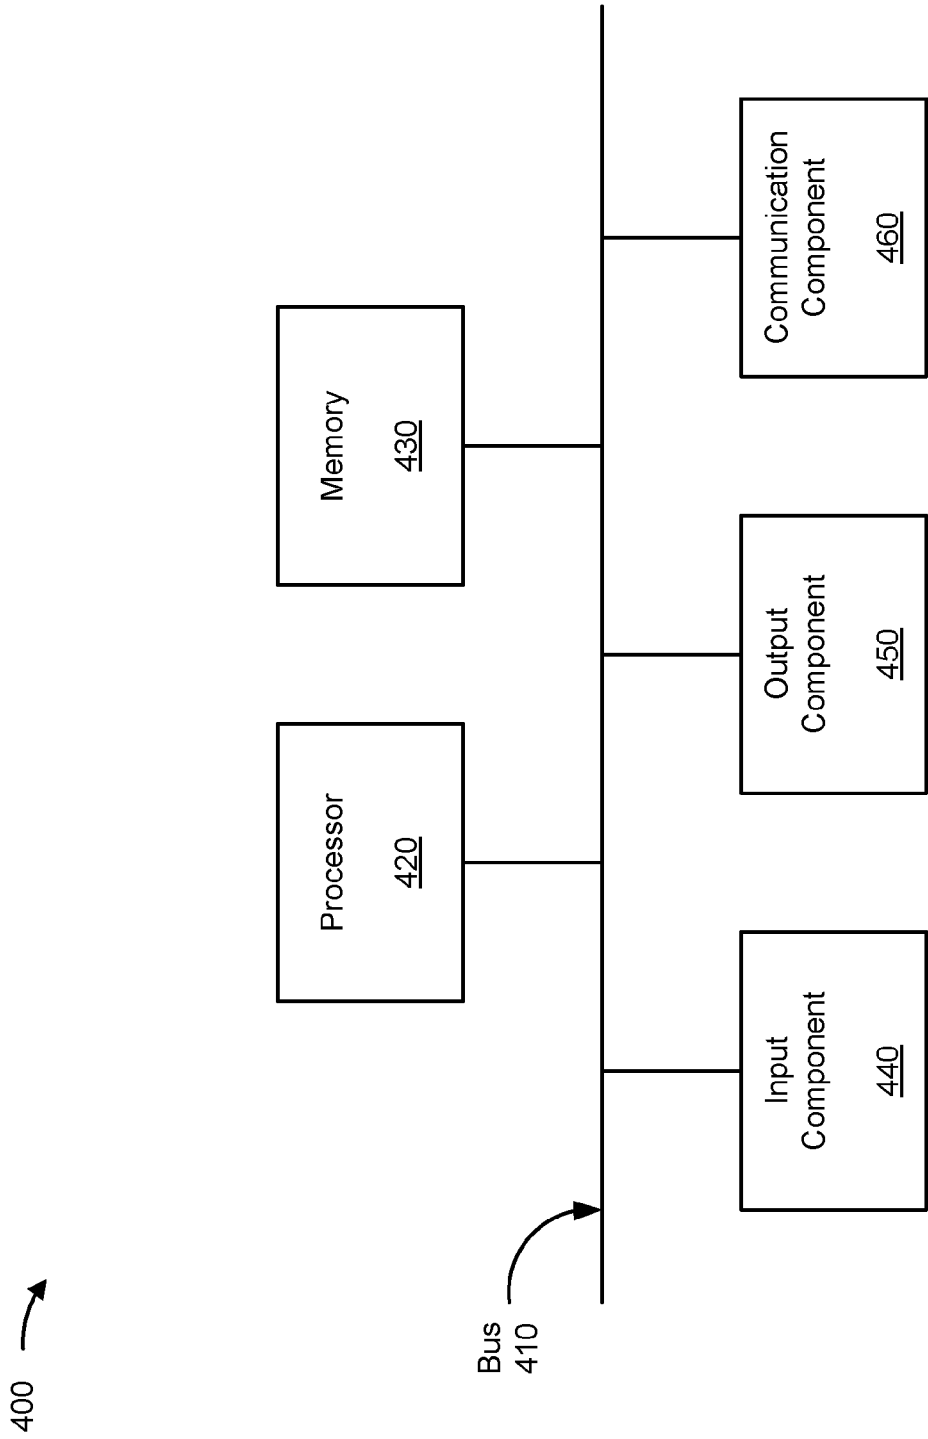 400
Processor
420
Memory
430
Bus
410
Input
Component
440
Output
Component
450
Communication
Component
460